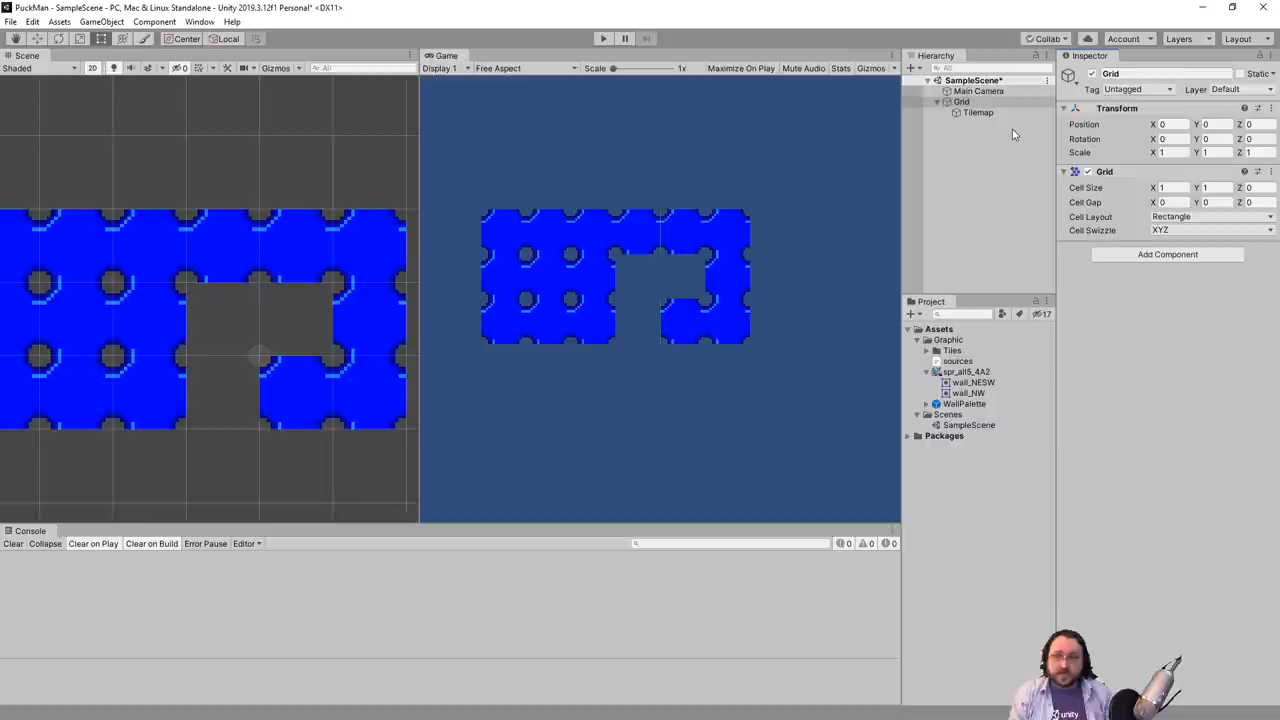 PuckMan - SampleScene - PC, Mac & Linux Standalone - Unity 2019.3.12f1 Personal* <DX11>
File Edit Assets GameObject Component Window Help
Center Local Collab Account Layers Layout
Scene
Shaded 2D 0 Gizmos All
Game
Display 1 Free Aspect Scale 1x Maximize On Play Mute Audio Stats Gizmos
Hierarchy
All
SampleScene*
Main Camera
Grid
Tilemap
Inspector
Grid Static
Tag Untagged Layer Default
Transform
Position X 0 Y 0 Z 0
Rotation X 0 Y 0 Z 0
Scale X 1 Y 1 Z 1
Grid
Cell Size X 1 Y 1 Z 0
Cell Gap X 0 Y 0 Z 0
Cell Layout Rectangle
Cell Swizzle XYZ
Add Component
Project
17
Assets
Graphic
Tiles
sources
spr_all5_4A2
wall_NESW
wall_NW
WallPalette
Scenes
SampleScene
Packages
Console
Clear Collapse Clear on Play Clear on Build Error Pause Editor 0 0 0
unity